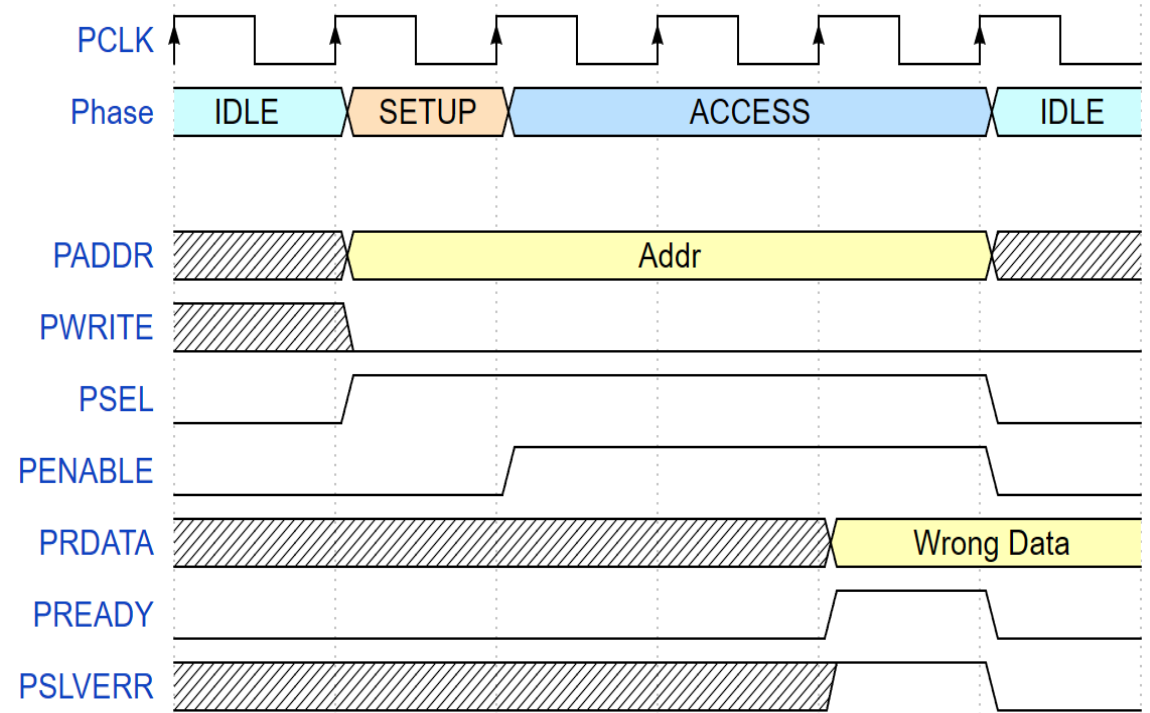 PCLK
Phase IDLE SETUP ACCESS IDLE
PADDR Addr
PWRITE
PSEL
PENABLE
PRDATA Wrong Data
PREADY
PSLVERR